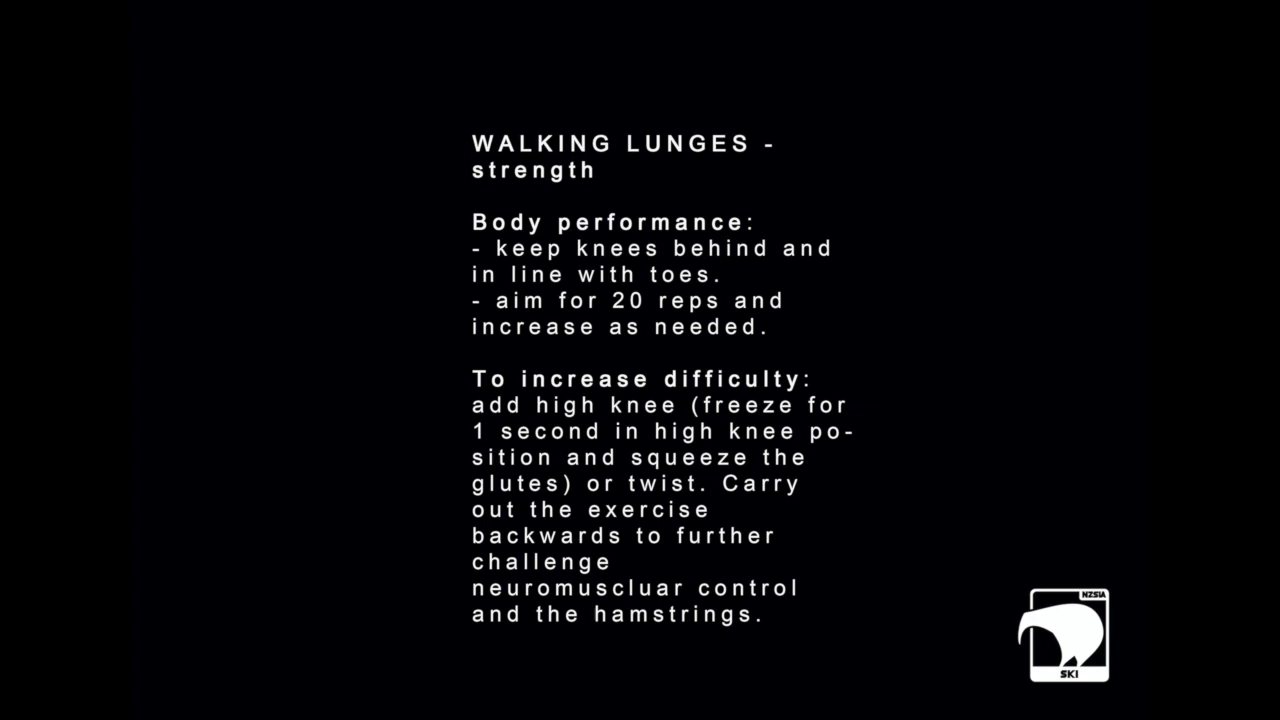 WALKING LUNGES -
strength
Body performance:
- keep knees behind and
in line with toes.
- aim for 20 reps and
increase as needed.
To increase difficulty:
add high knee (freeze for
1 second in high knee po-
sition and squeeze the
glutes) or twist. Carry
out the exercise
backwards to further
challenge
neuromuscluar control
and the hamstrings.
NZSIA
SKI